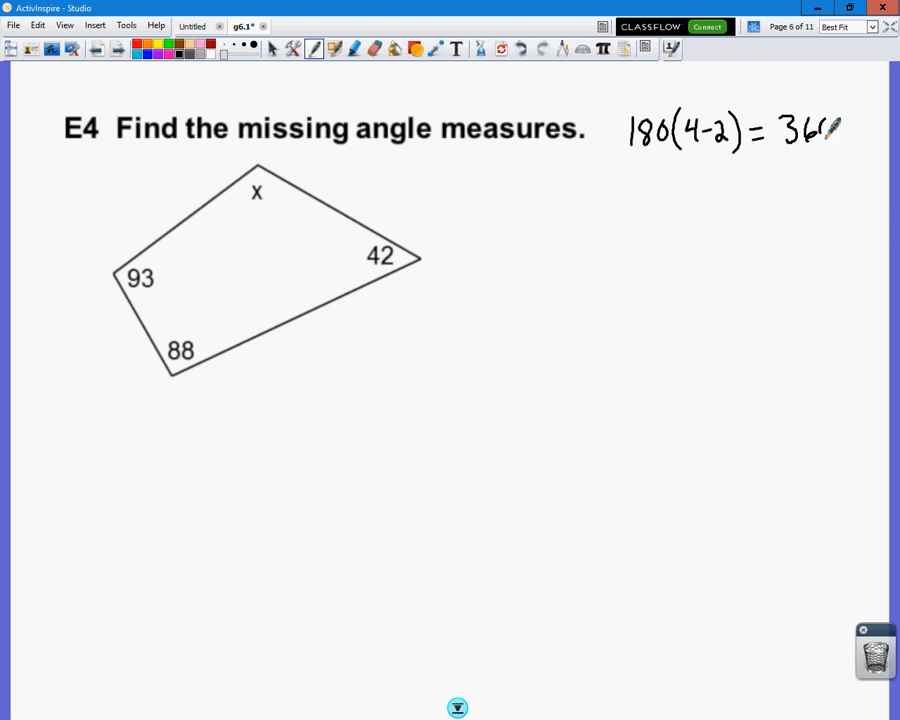 ActivInspire - Studio
File Edit View Insert Tools Help Untitled g6.1* CLASSFLOW Connect Page 6 of 11 Best Fit
E4 Find the missing angle measures. 180(4-2) = 360
x
42
93
88